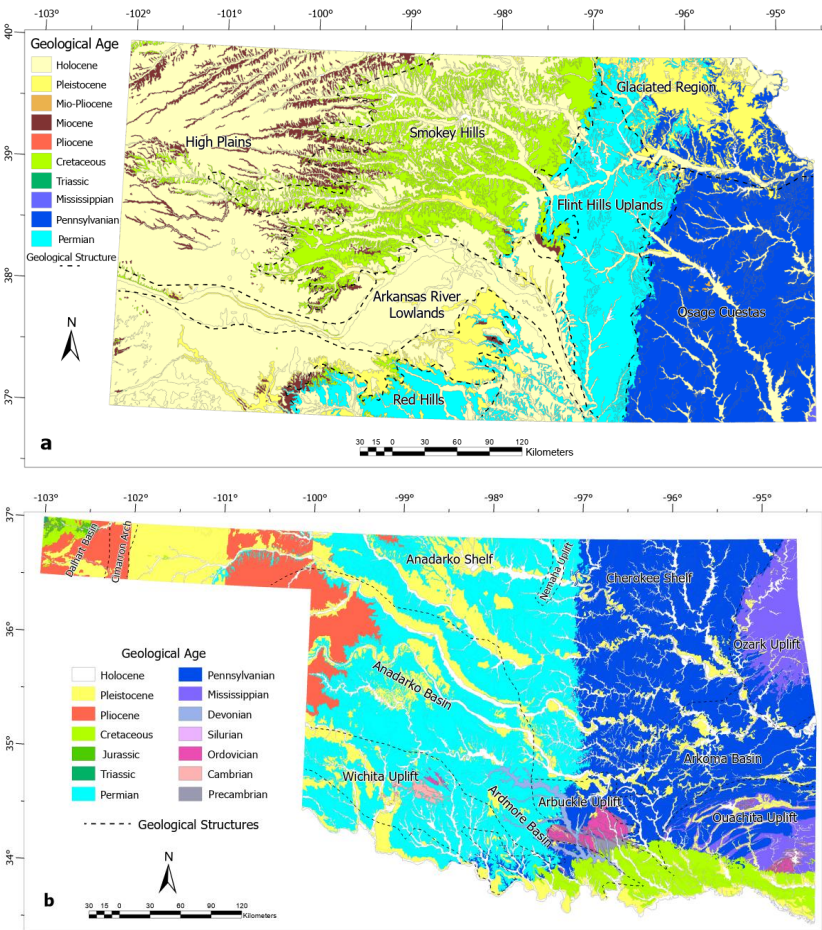 -103° -102° -101° -100° -99° -98° -97° -96° -95°
40°
39°
38°
37°
Geological Age
Holocene
Pleistocene
Mio-Pliocene
Miocene
Pliocene
Cretaceous
Triassic
Mississippian
Pennsylvanian
Permian
Geological Structure
N
High Plains
Smokey Hills
Glaciated Region
Flint Hills Uplands
Arkansas River
Lowlands
Osage Cuestas
Red Hills
a
30 15 0 30 60 90 120
Kilometers
-103° -102° -101° -100° -99° -98° -97° -96° -95°
37°
36°
35°
34°
Dalhart Basin
Cimarron Arch
Anadarko Shelf
Nemaha Uplift
Cherokee Shelf
Ozark Uplift
Anadarko Basin
Arkoma Basin
Wichita Uplift
Ardmore Basin
Arbuckle Uplift
Ouachita Uplift
Geological Age
Holocene
Pleistocene
Pliocene
Cretaceous
Jurassic
Triassic
Permian
Pennsylvanian
Mississippian
Devonian
Silurian
Ordovician
Cambrian
Precambrian
Geological Structures
N
b
30 15 0 30 60 90 120
Kilometers